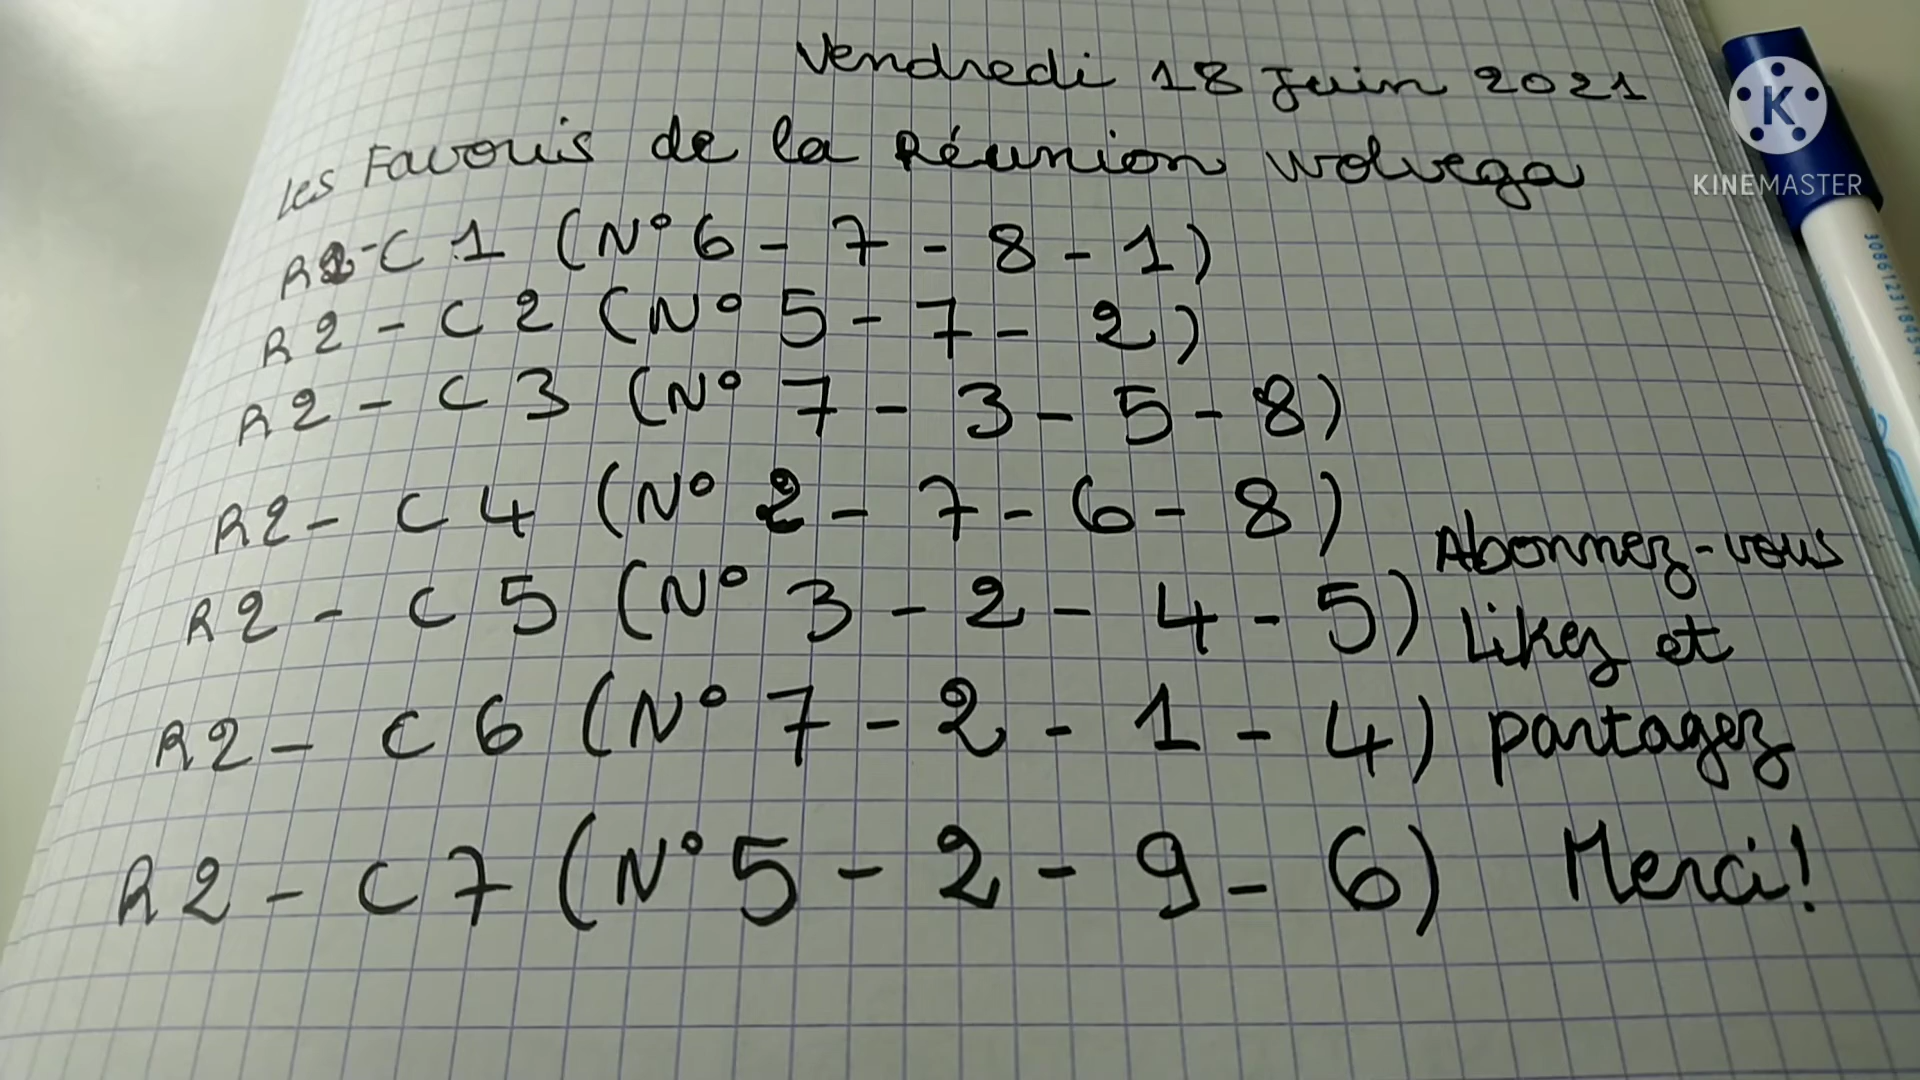 Vendredi 18 Juin 2021
Les Favoris de la Réunion Wolvega
R2-C1 (N° 6 - 7 - 8 - 1)
R2 - C2 (N° 5 - 7 - 2)
R2 - C3 (N° 7 - 3 - 5 - 8)
R2 - C4 (N° 2 - 7 - 6 - 8)
R2 - C5 (N° 3 - 2 - 4 - 5)
R2 - C6 (N° 7 - 2 - 1 - 4)
R2 - C7 (N° 5 - 2 - 9 - 6)
Abonnez-vous
Likez et
partagez
Merci!
KINEMASTER